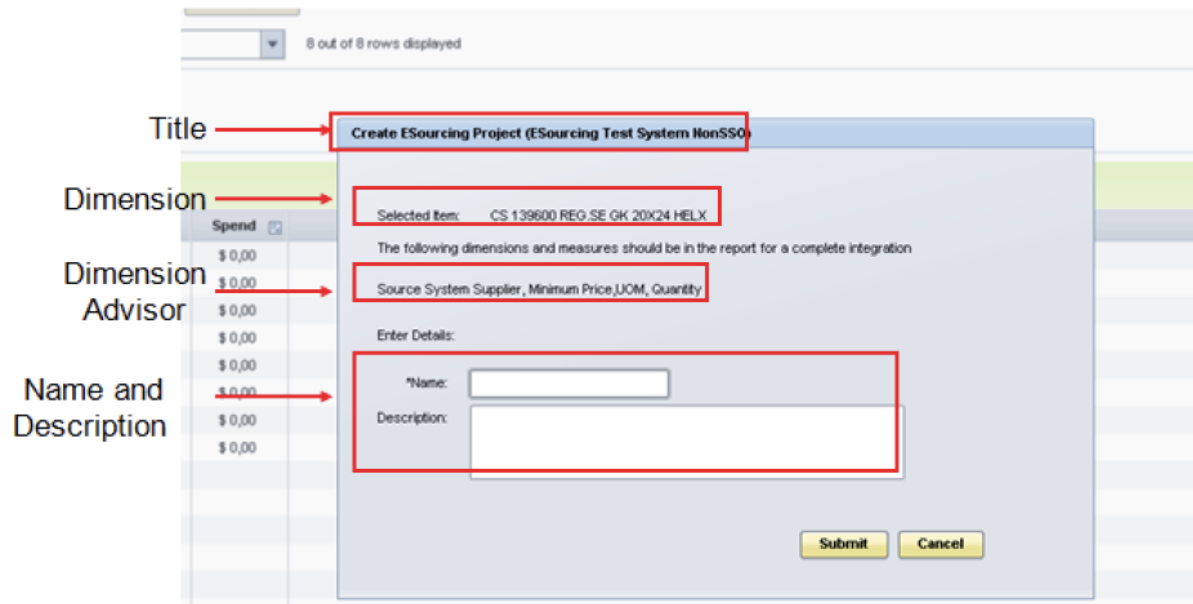 8 out of 8 rows displayed
Title
Create ESourcing Project (ESourcing Test System NonSSO)
Dimension
Selected Item: CS 139600 REG.SE GK 20X24 HELX
Spend
The following dimensions and measures should be in the report for a complete integration
$ 0,00
Dimension
Advisor
$ 0,00
Source System Supplier, Minimum Price,UOM, Quantity
$ 0,00
Enter Details:
$ 0,00
$ 0,00
Name and
Description
*Name:
$ 0,00
Description:
$ 0,00
$ 0,00
Submit
Cancel